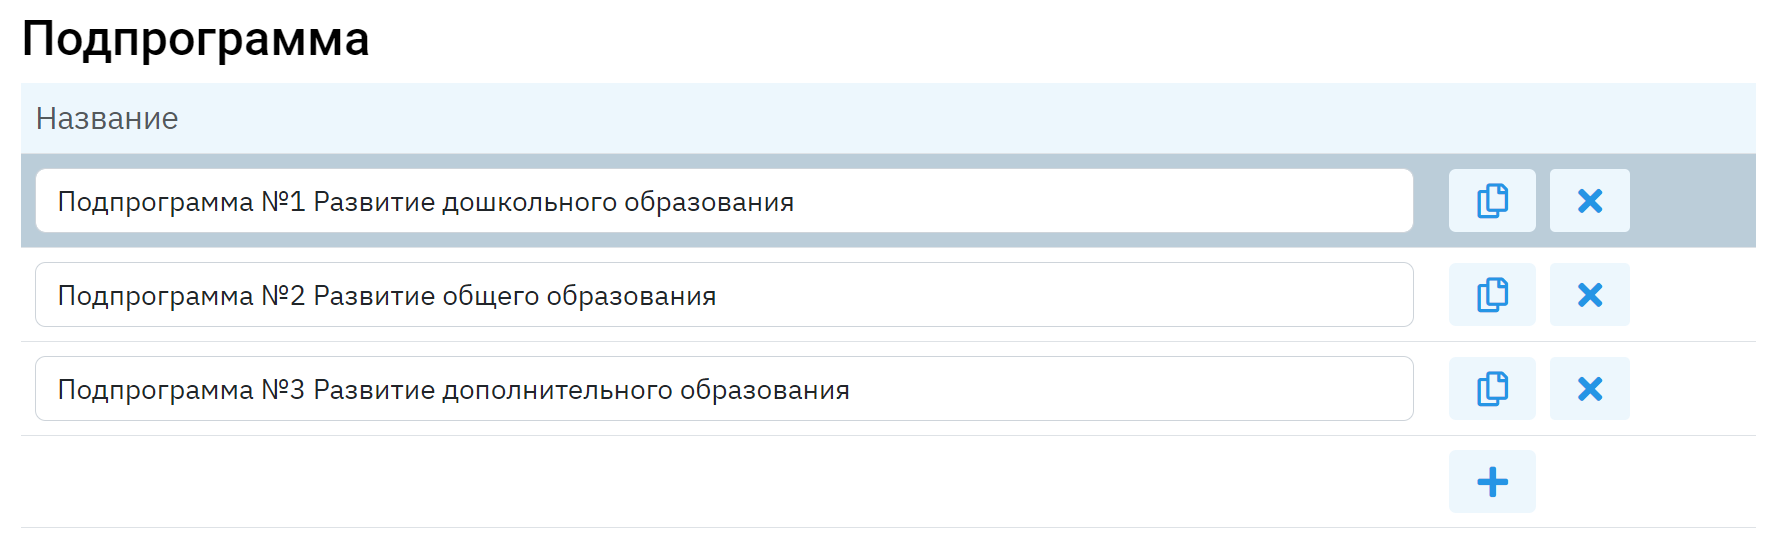 Подпрограмма
Название
Подпрограмма №1 Развитие дошкольного образования
Подпрограмма №2 Развитие общего образования
Подпрограмма №3 Развитие дополнительного образования